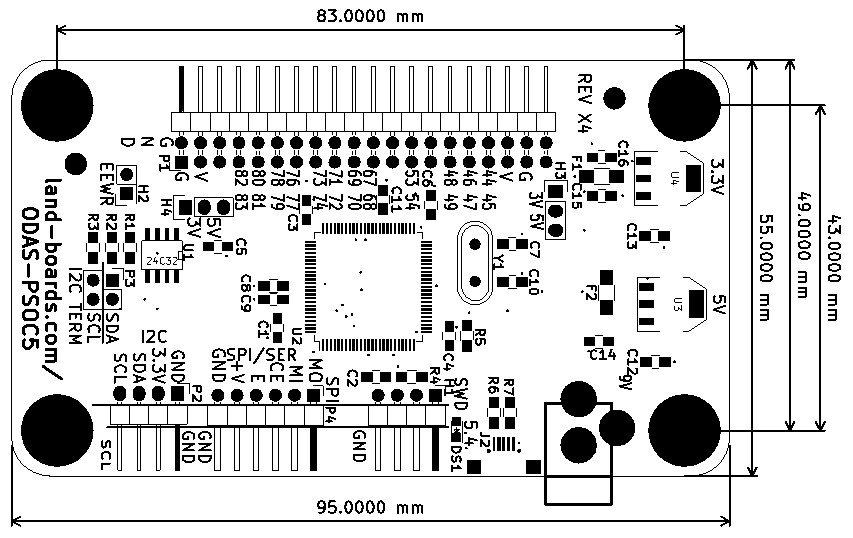 83.0000 mm
REV X4
D N G
P1
G V 82 80 78 76 73 71 69 67 53 48 46 44 V G
83 81 79 77 74 72 70 68 54 49 47 45
EEWR
H2
H4
3V 5V
C3
C11
C6
H3
3V 5V
F1
C15
C16
U4
3.3V
land-boards.com/
ODAS-PSOC5
R3
R2
R1
24C32
U1
C5
P3
I2C TERM
SCL
SDA
C8
C9
C1
U2
Y1
C7
C10
C13
F2
U3
5V
C4
R5
C14
C12
9V
I2C
SPI/SER
SCL
SDA
3.3V
GND
P2
GND
+V
E
CE
MI
MO
SPI
P4
C2
R4
H1
SWD
R6
R7
5.4.
J2
DS1
SCL
GND
GND
GND
55.0000 mm
49.0000 mm
43.0000 mm
95.0000 mm